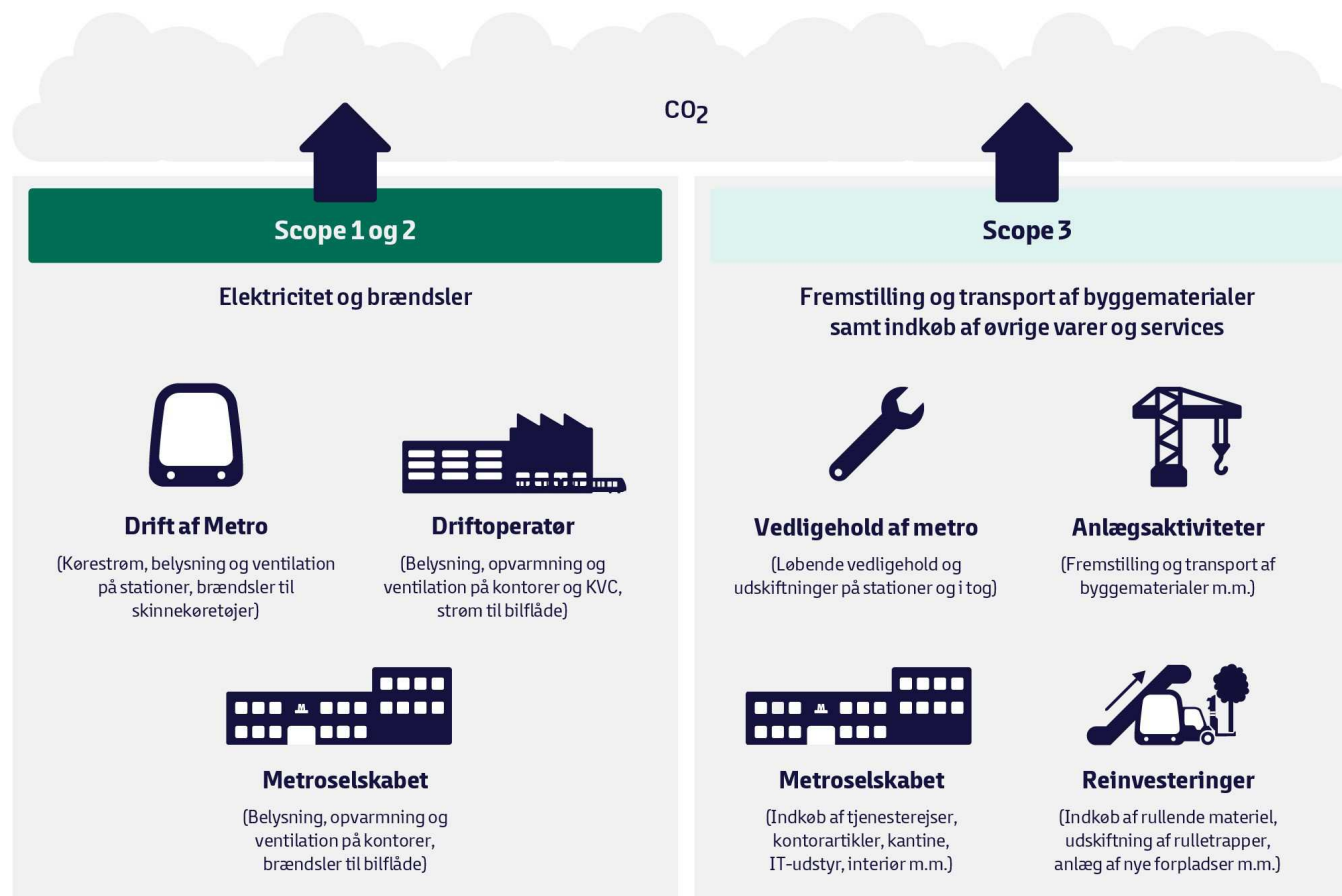 CO2
Scope 1 og 2
Elektricitet og brændsler
Drift af Metro
(Kørestrøm, belysning og ventilation
på stationer, brændsler til
skinnekøretøjer)
Driftoperatør
(Belysning, opvarmning og
ventilation på kontorer og KVC,
strøm til bilflåde)
M
Metroselskabet
(Belysning, opvarmning og
ventilation på kontorer,
brændsler til bilflåde)
Scope 3
Fremstilling og transport af byggematerialer
samt indkøb af øvrige varer og services
Vedligehold af metro
(Løbende vedligehold og
udskiftninger på stationer og i tog)
Anlægsaktiviteter
(Fremstilling og transport af
byggematerialer m.m.)
M
Metroselskabet
(Indkøb af tjenesterejser,
kontorartikler, kantine,
IT-udstyr, interiør m.m.)
Reinvesteringer
(Indkøb af rullende materiel,
udskiftning af rulletrapper,
anlæg af nye forpladser m.m.)